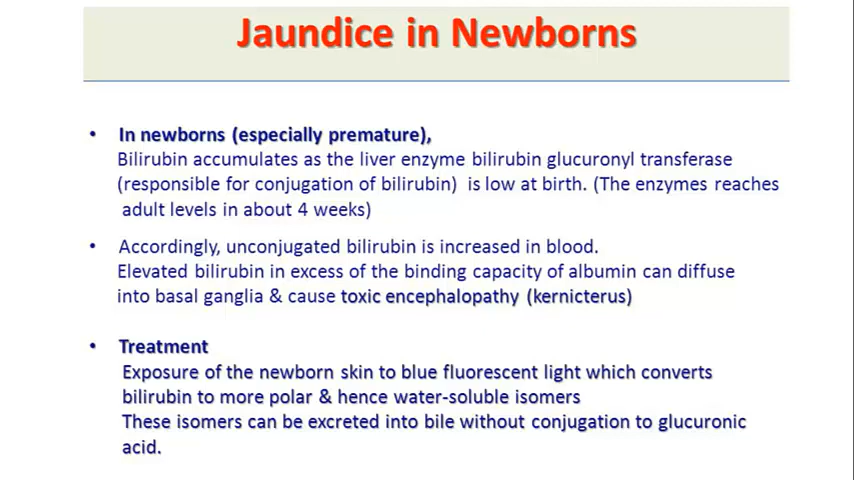 Jaundice in Newborns
• In newborns (especially premature),
Bilirubin accumulates as the liver enzyme bilirubin glucuronyl transferase
(responsible for conjugation of bilirubin) is low at birth. (The enzymes reaches
adult levels in about 4 weeks)
• Accordingly, unconjugated bilirubin is increased in blood.
Elevated bilirubin in excess of the binding capacity of albumin can diffuse
into basal ganglia & cause toxic encephalopathy (kernicterus)
• Treatment
Exposure of the newborn skin to blue fluorescent light which converts
bilirubin to more polar & hence water-soluble isomers
These isomers can be excreted into bile without conjugation to glucuronic
acid.